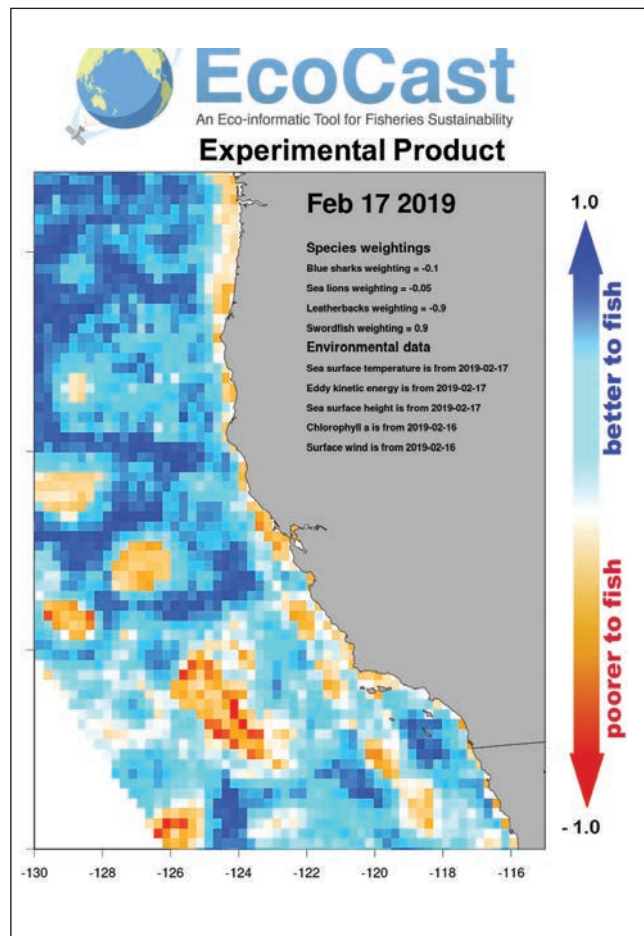 EcoCast
An Eco-informatic Tool for Fisheries Sustainability
Experimental Product
Feb 17 2019
Species weightings
Blue sharks weighting = -0.1
Sea lions weighting = -0.05
Leatherbacks weighting = -0.9
Swordfish weighting = 0.9
Environmental data
Sea surface temperature is from 2019-02-17
Eddy kinetic energy is from 2019-02-17
Sea surface height is from 2019-02-17
Chlorophyll a is from 2019-02-16
Surface wind is from 2019-02-16
1.0
better to fish
poorer to fish
- 1.0
-130 -128 -126 -124 -122 -120 -118 -116